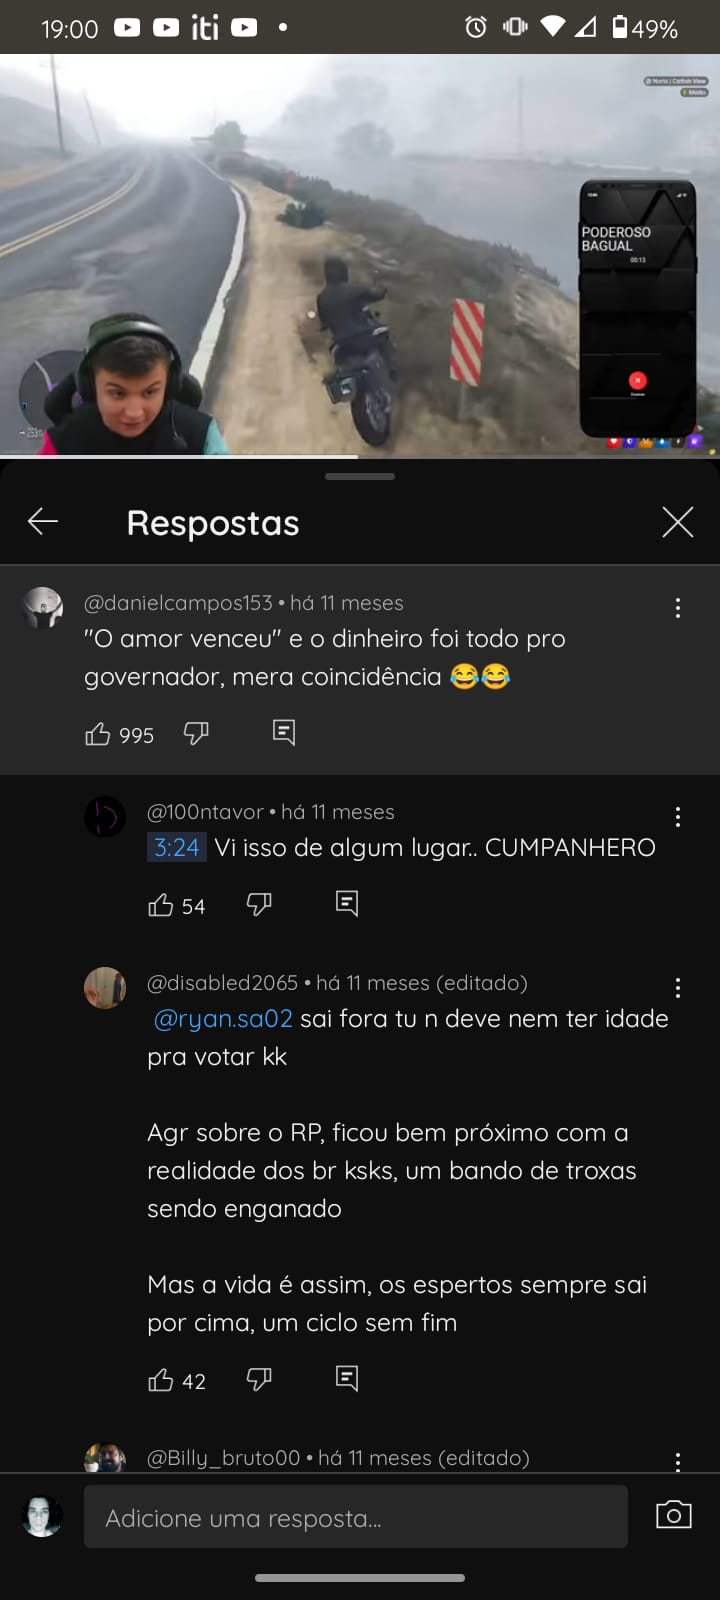 19:00
iti
49%
Norte | Catfish View
Médio
PODEROSO
BAGUAL
00:13
Respostas
@danielcampos153 • há 11 meses
"O amor venceu" e o dinheiro foi todo pro
governador, mera coincidência 😂😂
995
@100ntavor • há 11 meses
3:24 Vi isso de algum lugar.. CUMPANHERO
54
@disabled2065 • há 11 meses (editado)
@ryan.sa02 sai fora tu n deve nem ter idade
pra votar kk
Agr sobre o RP, ficou bem próximo com a
realidade dos br ksks, um bando de troxas
sendo enganado
Mas a vida é assim, os espertos sempre sai
por cima, um ciclo sem fim
42
@Billy_bruto00 • há 11 meses (editado)
Adicione uma resposta...